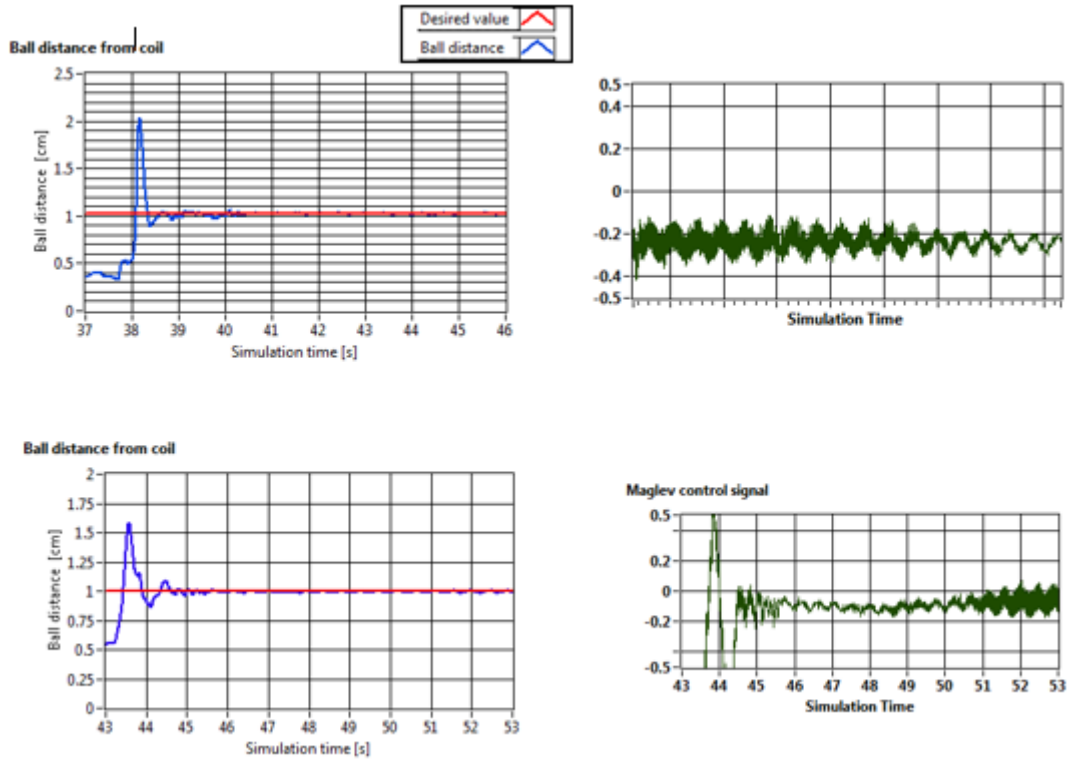 Desired value
Ball distance
Ball distance from coil
2.5
2
1.5
1
0.5
0
Ball distance [cm]
37 38 39 40 41 42 43 44 45 46
Simulation time [s]
0.5
0.4
0.2
0
-0.2
-0.4
-0.5
Simulation Time
Ball distance from coil
2
1.75
1.5
1.25
1
0.75
0.5
0.25
0
Ball distance [cm]
43 44 45 46 47 48 49 50 51 52 53
Simulation time [s]
Maglev control signal
0.5
0.2
0
-0.2
-0.5
43 44 45 46 47 48 49 50 51 52 53
Simulation Time